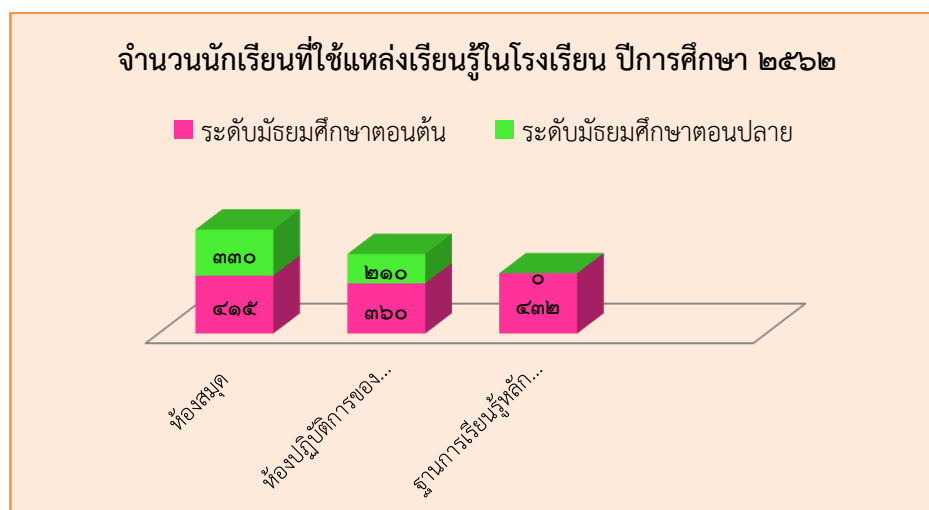 จำนวนนักเรียนที่ใช้แหล่งเรียนรู้ในโรงเรียน ปีการศึกษา ๒๕๖๒
ระดับมัธยมศึกษาตอนต้น ระดับมัธยมศึกษาตอนปลาย
๓๓๐
๒๑๐
๐
๔๑๕
๓๖๐
๔๓๒
ห้องสมุด
ห้องปฏิบัติการของ...
ฐานการเรียนรู้หลัก...